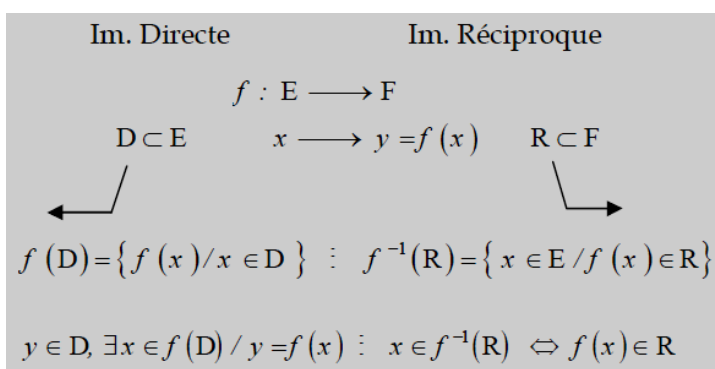 Im. Directe Im. Réciproque
f : E ⟶ F
D ⊂ E x ⟶ y =f (x) R ⊂ F
f (D)={f (x)/x ∈ D } ⋮ f ⁻¹(R)={ x ∈ E /f (x)∈ R}
y ∈ D, ∃x ∈ f (D) / y =f (x) ⋮ x ∈ f ⁻¹(R) ⇔ f (x)∈ R